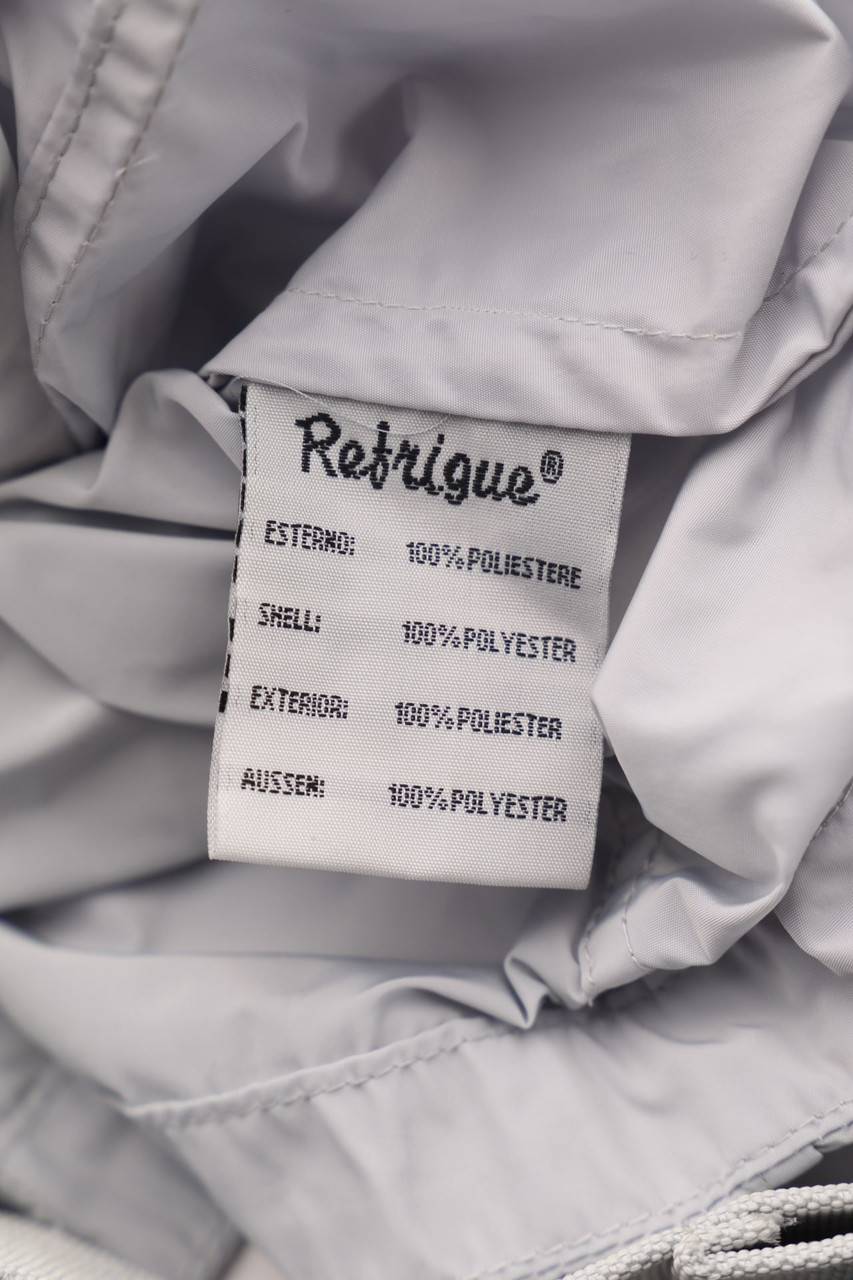 Refrigue®
ESTERNO: 100% POLIESTERE
SHELL: 100% POLYESTER
EXTERIOR: 100% POLIESTER
AUSSEN: 100% POLYESTER